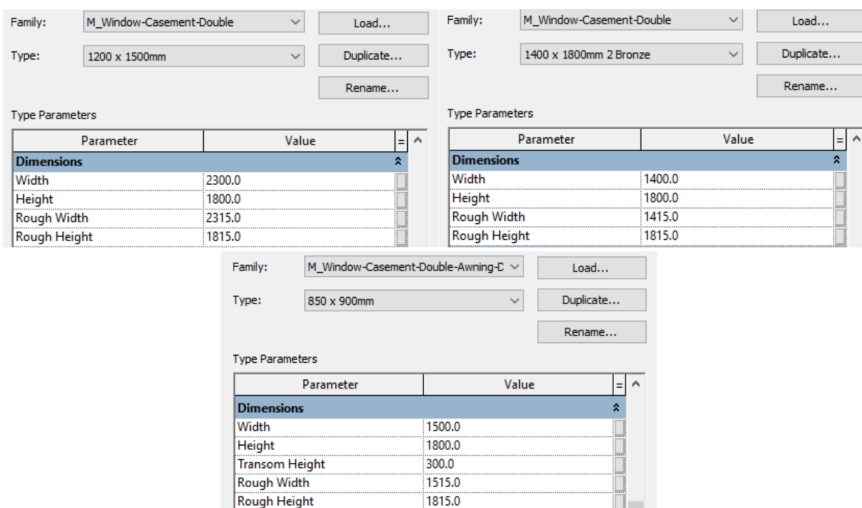 Family: M_Window-Casement-Double Load...
Type: 1200 x 1500mm Duplicate...
Rename...
Type Parameters
Parameter Value =
Dimensions
Width 2300.0
Height 1800.0
Rough Width 2315.0
Rough Height 1815.0
Family: M_Window-Casement-Double Load...
Type: 1400 x 1800mm 2 Bronze Duplicate...
Rename...
Type Parameters
Parameter Value =
Dimensions
Width 1400.0
Height 1800.0
Rough Width 1415.0
Rough Height 1815.0
Family: M_Window-Casement-Double-Awning-D Load...
Type: 850 x 900mm Duplicate...
Rename...
Type Parameters
Parameter Value =
Dimensions
Width 1500.0
Height 1800.0
Transom Height 300.0
Rough Width 1515.0
Rough Height 1815.0